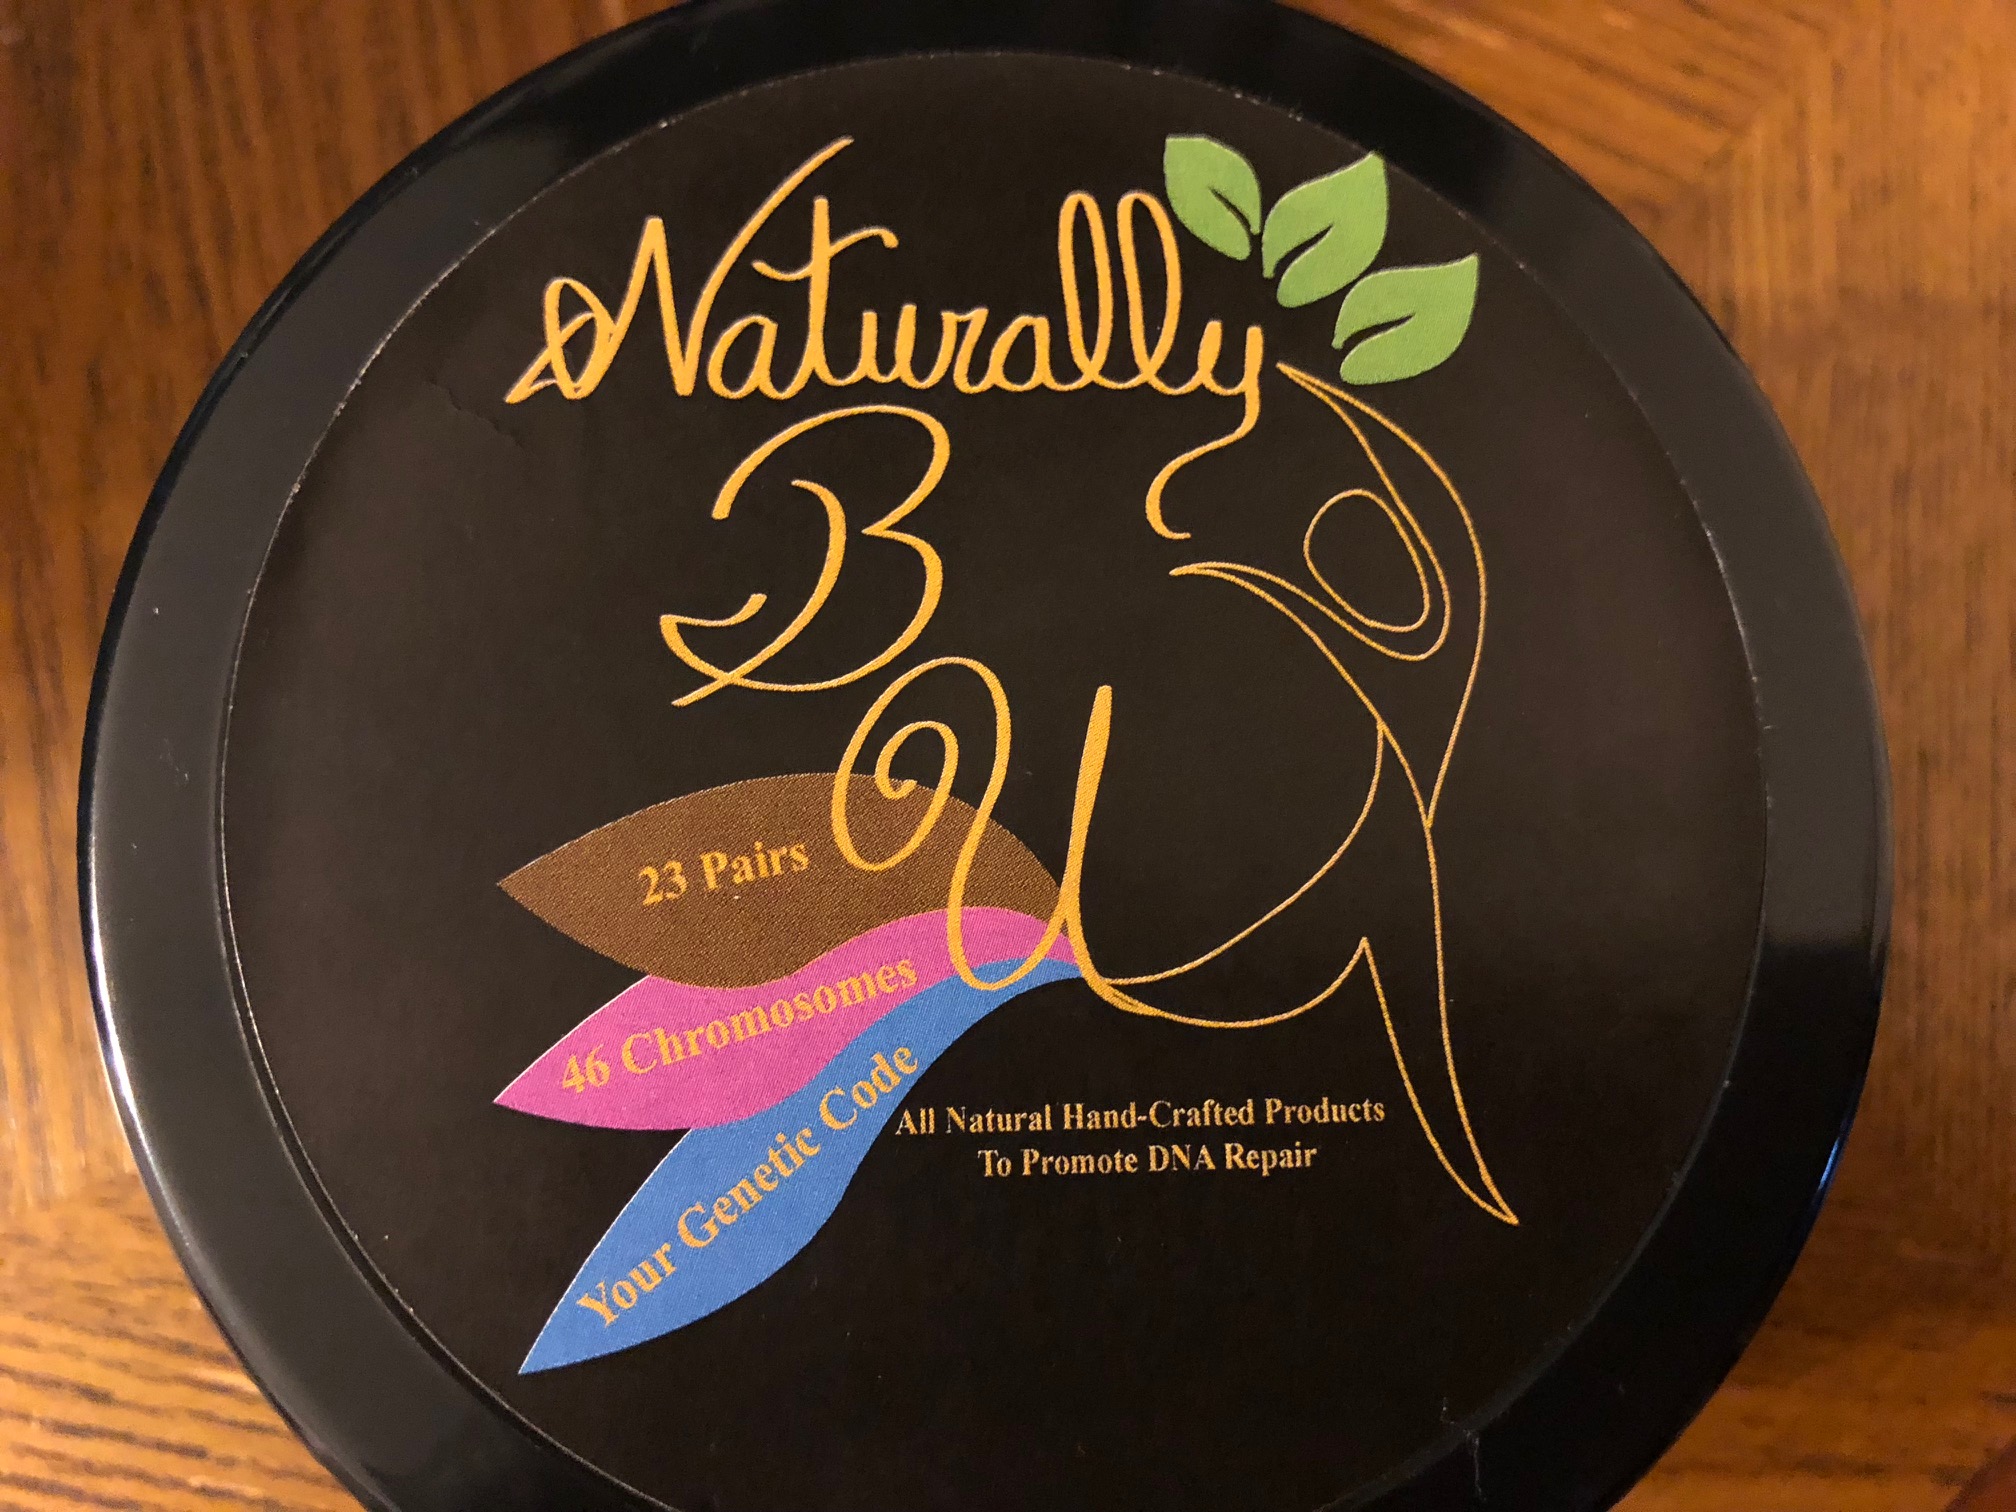 Naturally
B
U
23 Pairs
46 Chromosomes
Your Genetic Code
All Natural Hand-Crafted Products
To Promote DNA Repair